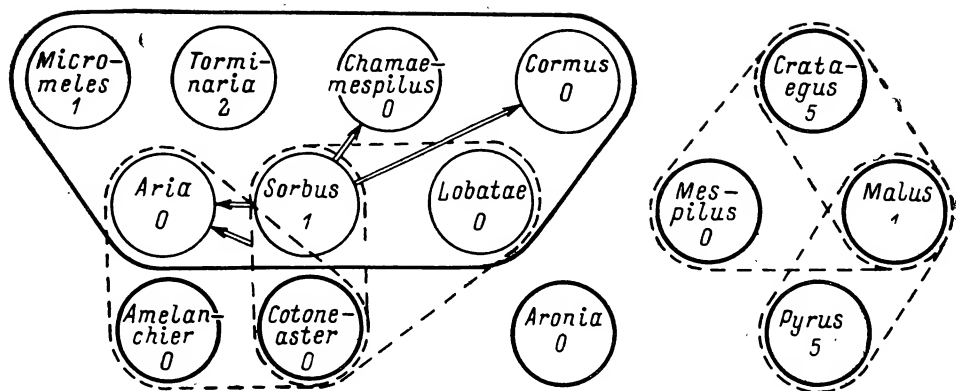 Micro-
meles
1
Tormi-
naria
2
Chamae-
mespilus
0
Cormus
0
Aria
0
Sorbus
1
Lobatae
0
Amelan-
chier
0
Cotone-
aster
0
Aronia
0
Cratae-
egus
5
Mes-
pilus
0
Malus
1
Pyrus
5